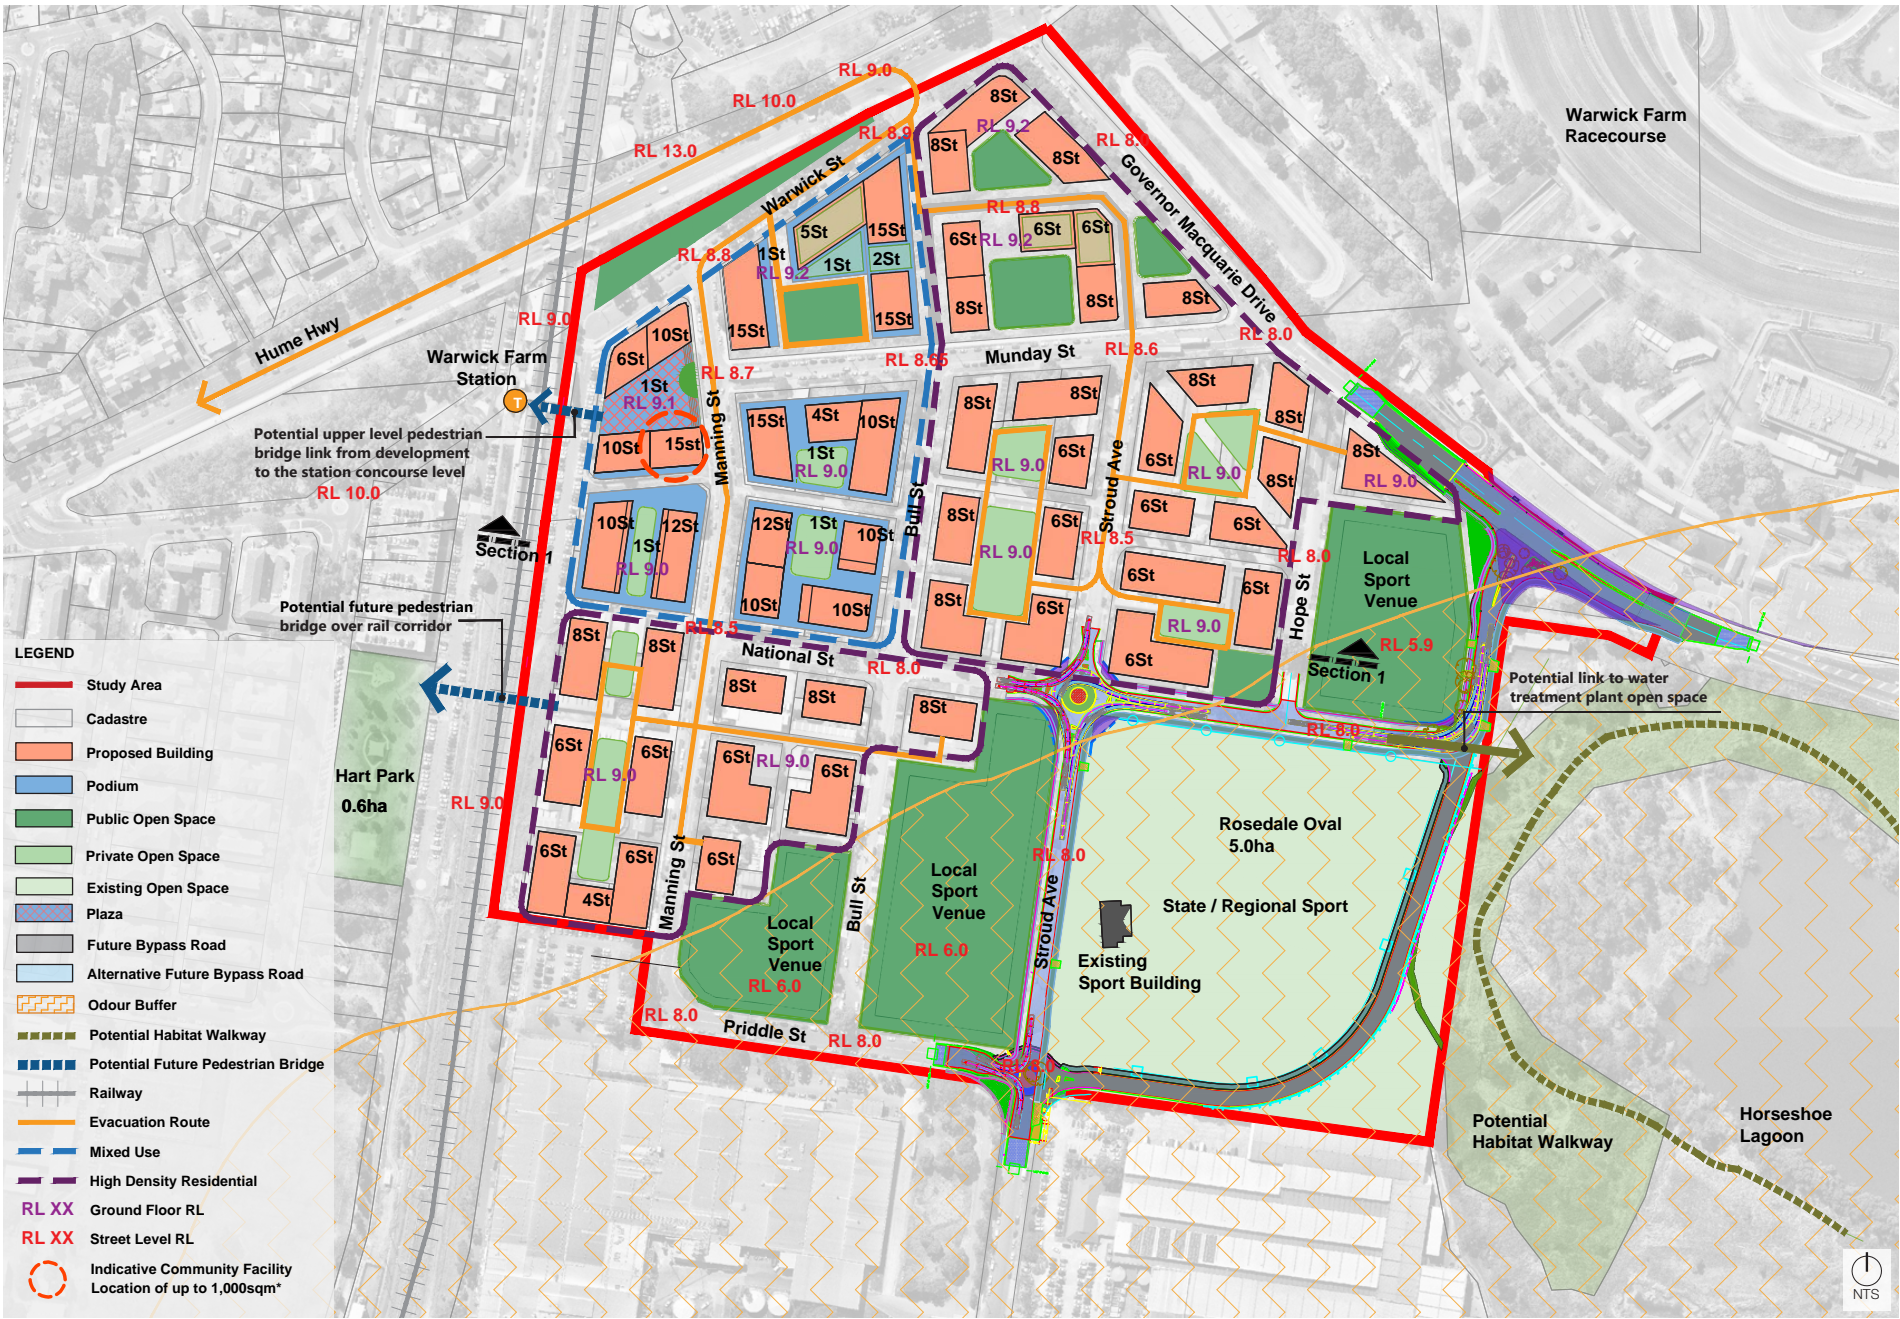 RL 9.0
RL 10.0
RL 13.0
RL 8.9
Warwick St
RL 8.8
Hume Hwy
RL 9.0
Warwick Farm
Station
T
Warwick Farm
Racecourse
8St
RL 9.2
8St
8St
Governor Macquarie Drive
RL 8.8
6St
RL 9.2
6St
6St
8St
8St
8St
RL 8.0
5St
15St
1St
RL 9.2
1St
2St
15St
15St
10St
6St
1St
RL 9.1
RL 8.7
10St
15st
Manning St
RL 8.65
Munday St
RL 8.6
Potential upper level pedestrian
bridge link from development
to the station concourse level
RL 10.0
15St
4St
10St
1St
RL 9.0
8St
8St
RL 9.0
6St
8St
8St
6St
RL 9.0
8St
8St
RL 9.0
Bull St
Stroud Ave
Section 1
10St
12St
1St
RL 9.0
12St
1St
10St
RL 9.0
10St
10St
8St
6St
RL 9.0
RL 8.5
8St
6St
6St
6St
6St
6St
RL 9.0
6St
RL 8.0
Hope St
Local
Sport
Venue
RL 5.9
Section 1
Potential future pedestrian
bridge over rail corridor
Potential link to water
treatment plant open space
RL 8.5
National St
RL 8.0
8St
8St
8St
8St
8St
RL 8.0
6St
6St
RL 9.0
6St
RL 9.0
6St
RL 9.0
6St
6St
4St
6St
Manning St
Hart Park
0.6ha
Local
Sport
Venue
RL 6.0
Bull St
Local
Sport
Venue
RL 6.0
RL 8.0
Stroud Ave
Rosedale Oval
5.0ha
State / Regional Sport
Existing
Sport Building
RL 8.0
Priddle St
RL 8.0
Potential
Habitat Walkway
Horseshoe
Lagoon
LEGEND
Study Area
Cadastre
Proposed Building
Podium
Public Open Space
Private Open Space
Existing Open Space
Plaza
Future Bypass Road
Alternative Future Bypass Road
Odour Buffer
Potential Habitat Walkway
Potential Future Pedestrian Bridge
Railway
Evacuation Route
Mixed Use
High Density Residential
RL XX Ground Floor RL
RL XX Street Level RL
Indicative Community Facility
Location of up to 1,000sqm*
NTS